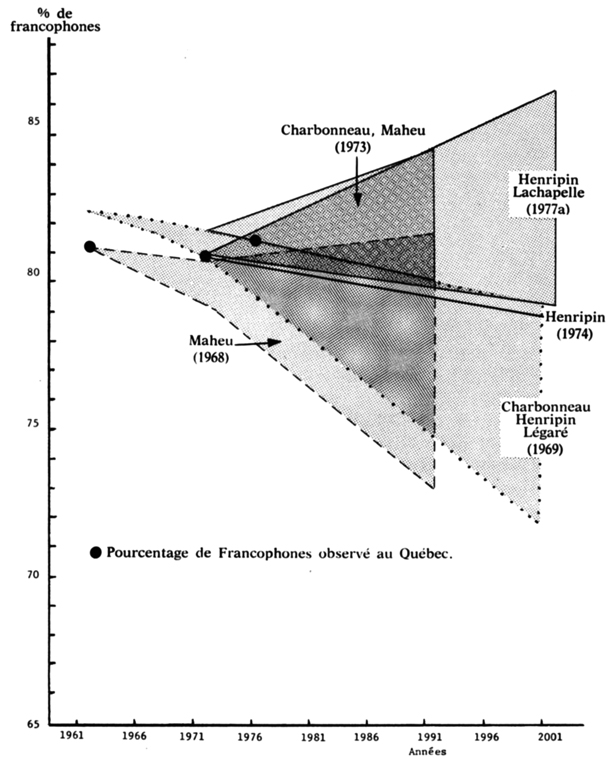 % de
francophones
85
80
75
70
65
Charbonneau, Maheu
(1973)
Henripin
Lachapelle
(1977a)
Henripin
(1974)
Maheu
(1968)
Charbonneau
Henripin
Légaré
(1969)
● Pourcentage de Francophones observé au Québec.
1961 1966 1971 1976 1981 1986 1991 1996 2001
Années